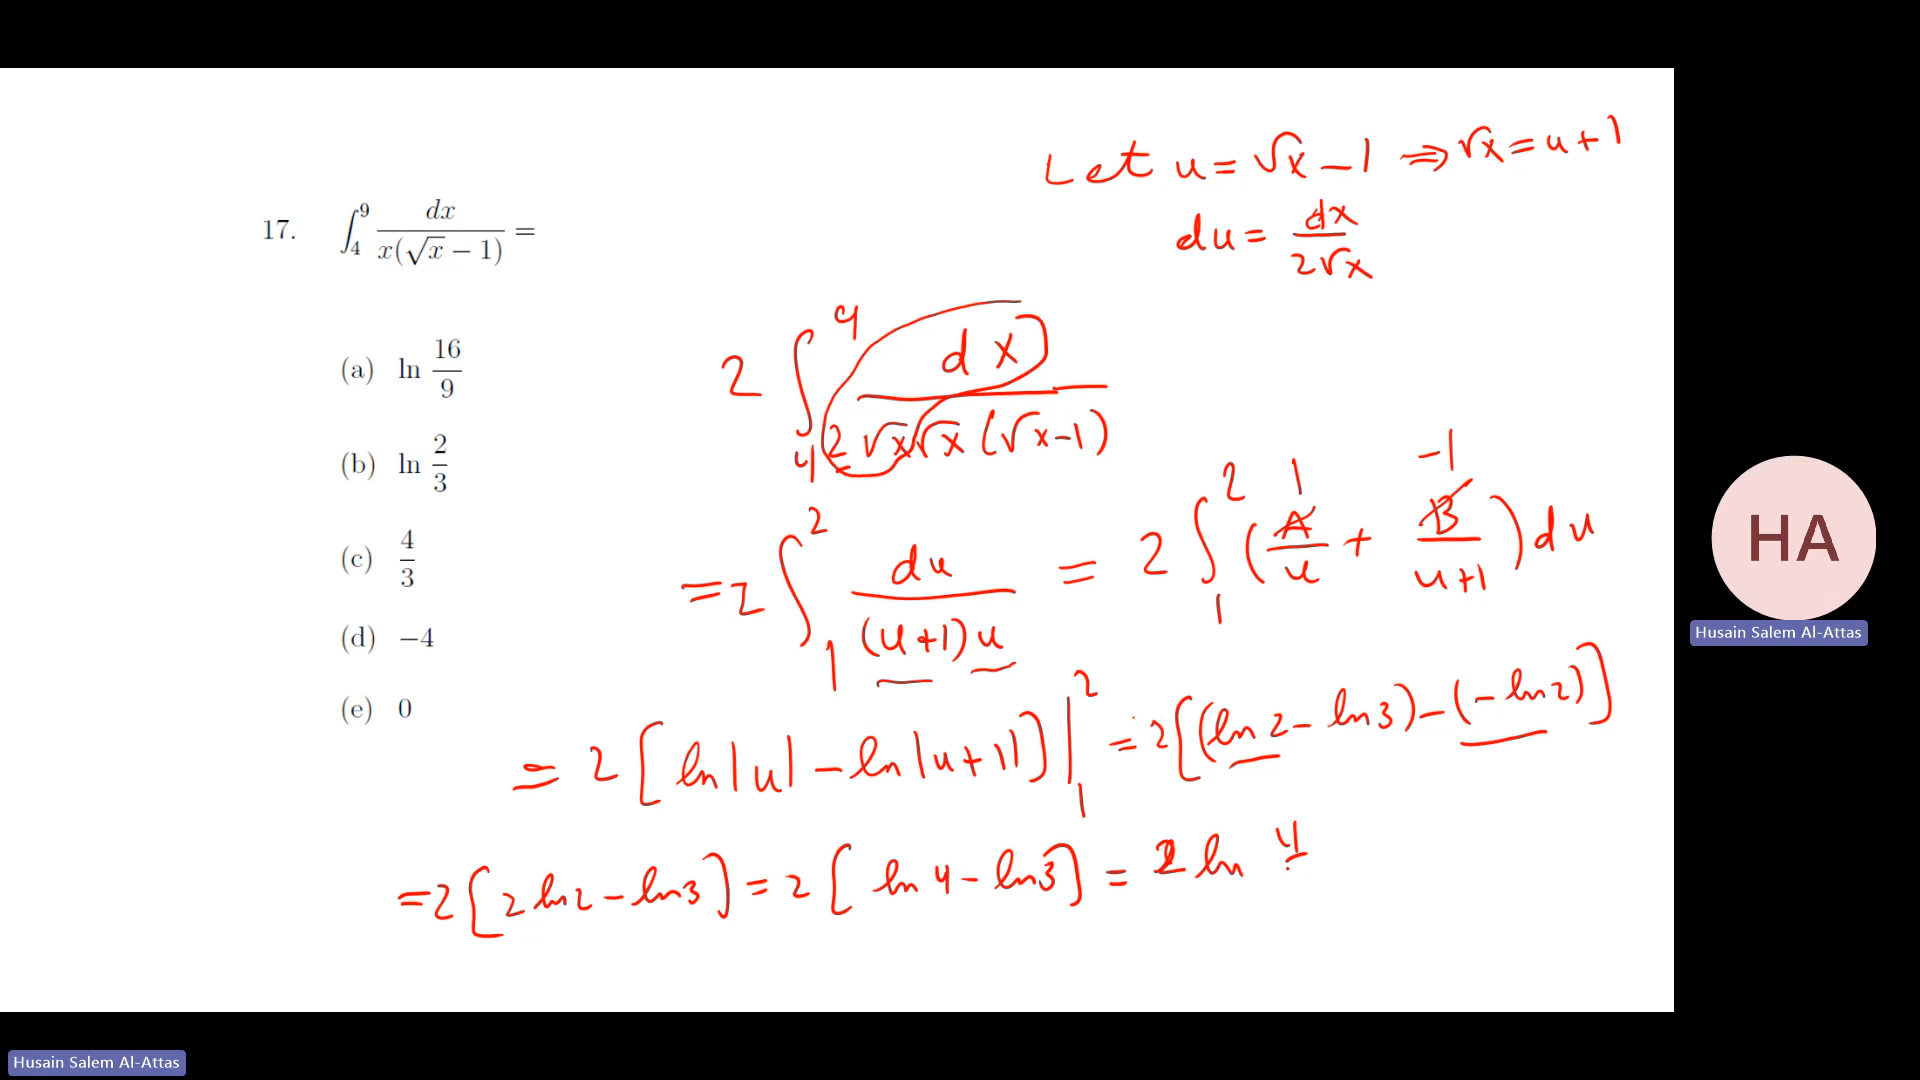 Let u = √x − 1 ⇒ √x = u + 1
du = dx / 2√x
17. ∫₄⁹ dx / x(√x − 1) =
(a) ln 16/9
(b) ln 2/3
(c) 4/3
(d) −4
(e) 0
2 ∫₄⁹ dx / 2√x√x(√x−1)
= 2 ∫₁² du / (u+1)u = 2 ∫₁² (A/u + B/(u+1)) du
1 -1
= 2 [ln|u| − ln|u+1|] |₁² = 2[(ln 2 − ln 3) − (−ln 2)]
= 2[2 ln 2 − ln 3] = 2[ln 4 − ln 3] = 2 ln 4
HA
Husain Salem Al-Attas
Husain Salem Al-Attas